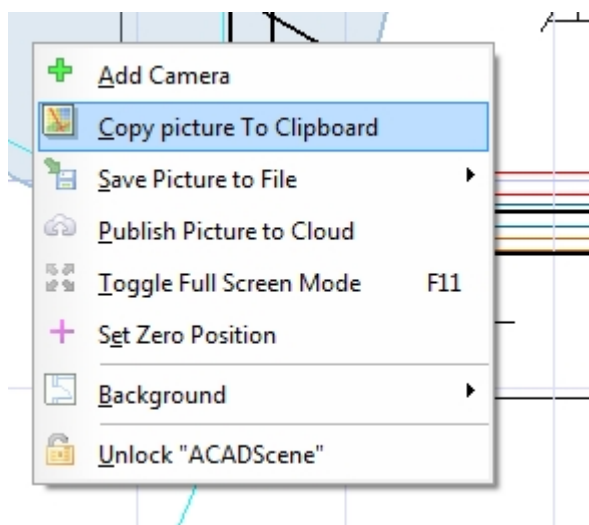 Add Camera
Copy picture To Clipboard
Save Picture to File
Publish Picture to Cloud
Toggle Full Screen Mode F11
Set Zero Position
Background
Unlock "ACADScene"